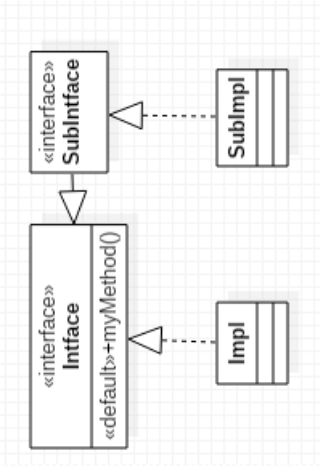 «interface»
Intface
«default»+myMethod()
Impl
«interface»
SubIntface
SubImpl